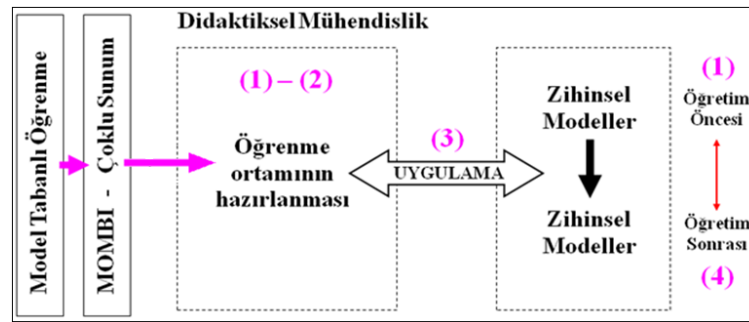 Didaktiksel Mühendislik
Model Tabanlı Öğrenme
MOMBI - Çoklu Sunum
(1) – (2)
Öğrenme
ortamının
hazırlanması
(3)
UYGULAMA
Zihinsel
Modeller
Zihinsel
Modeller
(1)
Öğretim
Öncesi
Öğretim
Sonrası
(4)